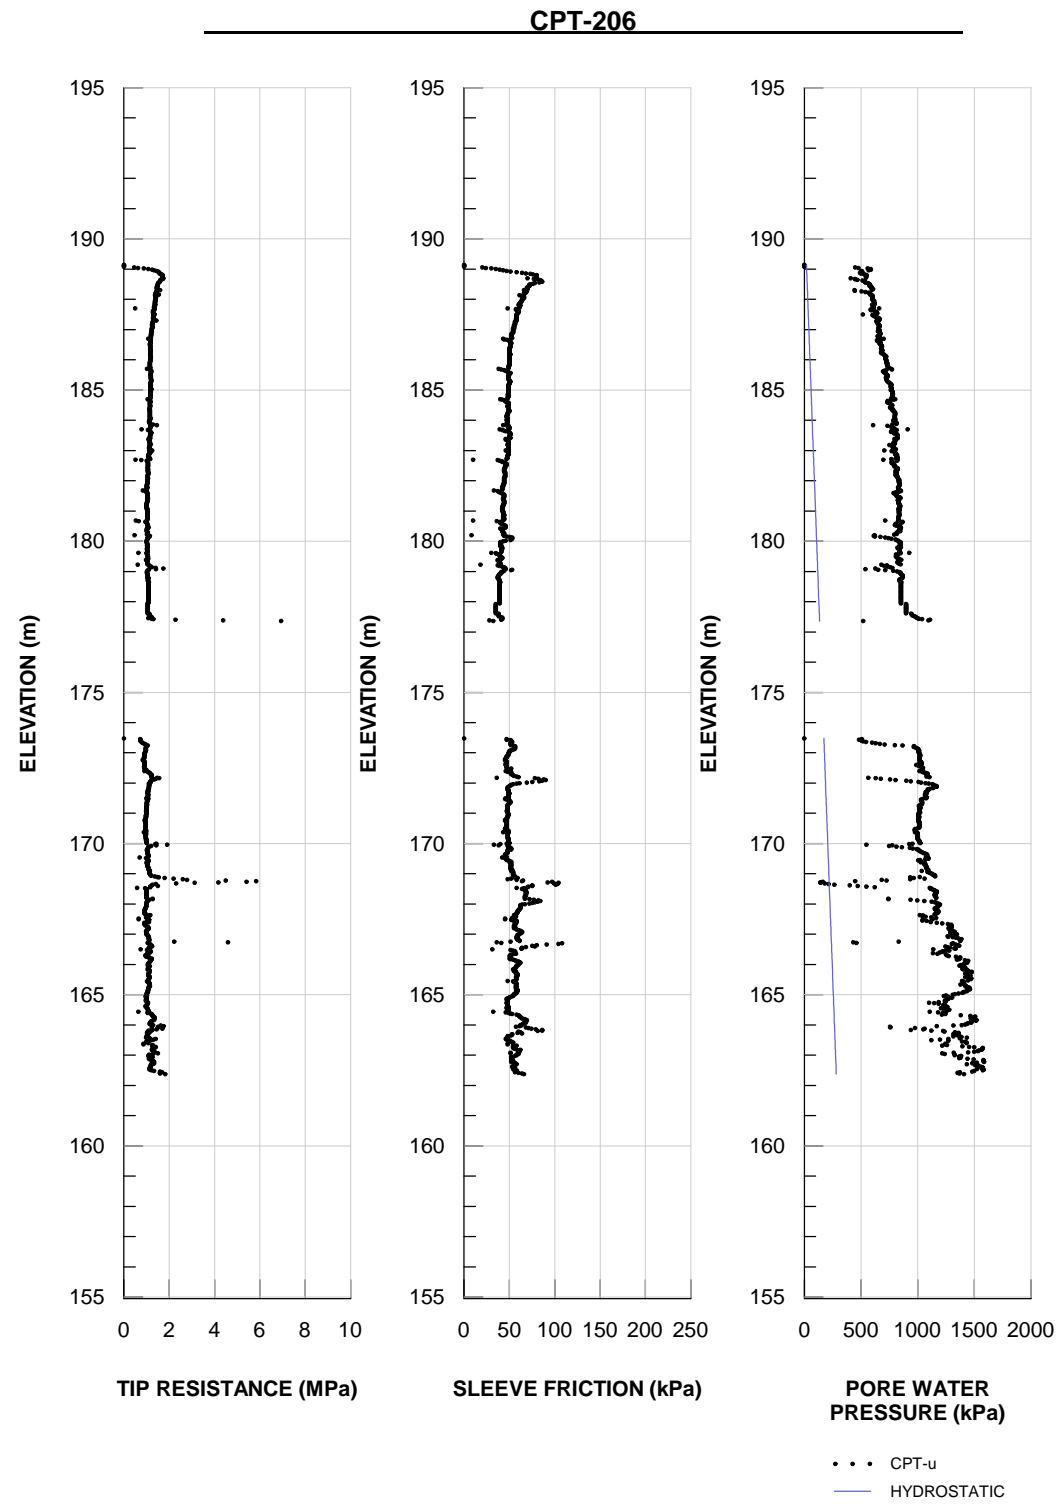 CPT-206
195
190
185
180
175
170
165
160
155
ELEVATION (m)
0 2 4 6 8 10
TIP RESISTANCE (MPa)
195
190
185
180
175
170
165
160
155
ELEVATION (m)
0 50 100 150 200 250
SLEEVE FRICTION (kPa)
195
190
185
180
175
170
165
160
155
ELEVATION (m)
0 500 1000 1500 2000
PORE WATER
PRESSURE (kPa)
CPT-u
HYDROSTATIC